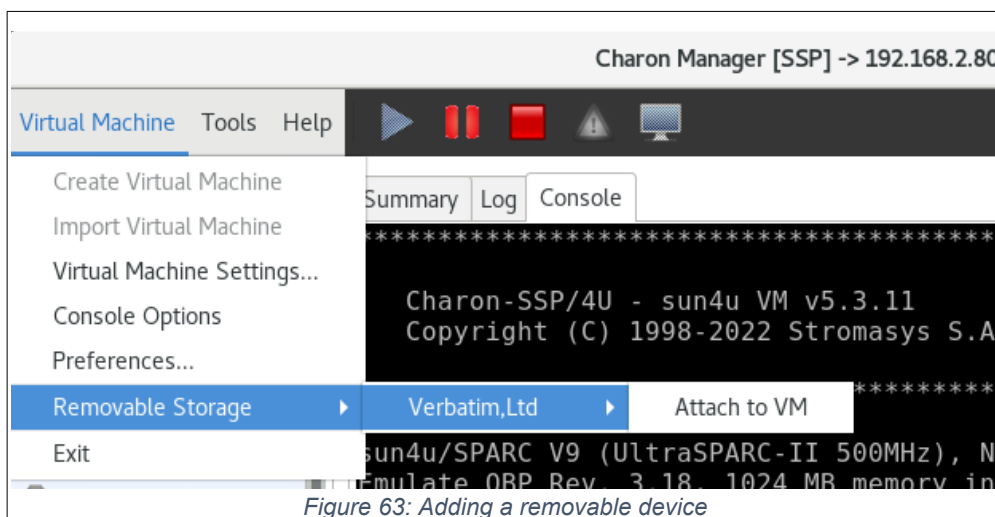 Charon Manager [SSP] -> 192.168.2.80
Virtual Machine Tools Help
Create Virtual Machine
Import Virtual Machine
Virtual Machine Settings...
Console Options
Preferences...
Removable Storage
Exit
Verbatim,Ltd
Attach to VM
Summary Log Console
*******************************************
Charon-SSP/4U - sun4u VM v5.3.11
Copyright (C) 1998-2022 Stromasys S.A
********
sun4u/SPARC V9 (UltraSPARC-II 500MHz), N
Emulate OBP Rev. 3.18, 1024 MB memory in
Figure 63: Adding a removable device